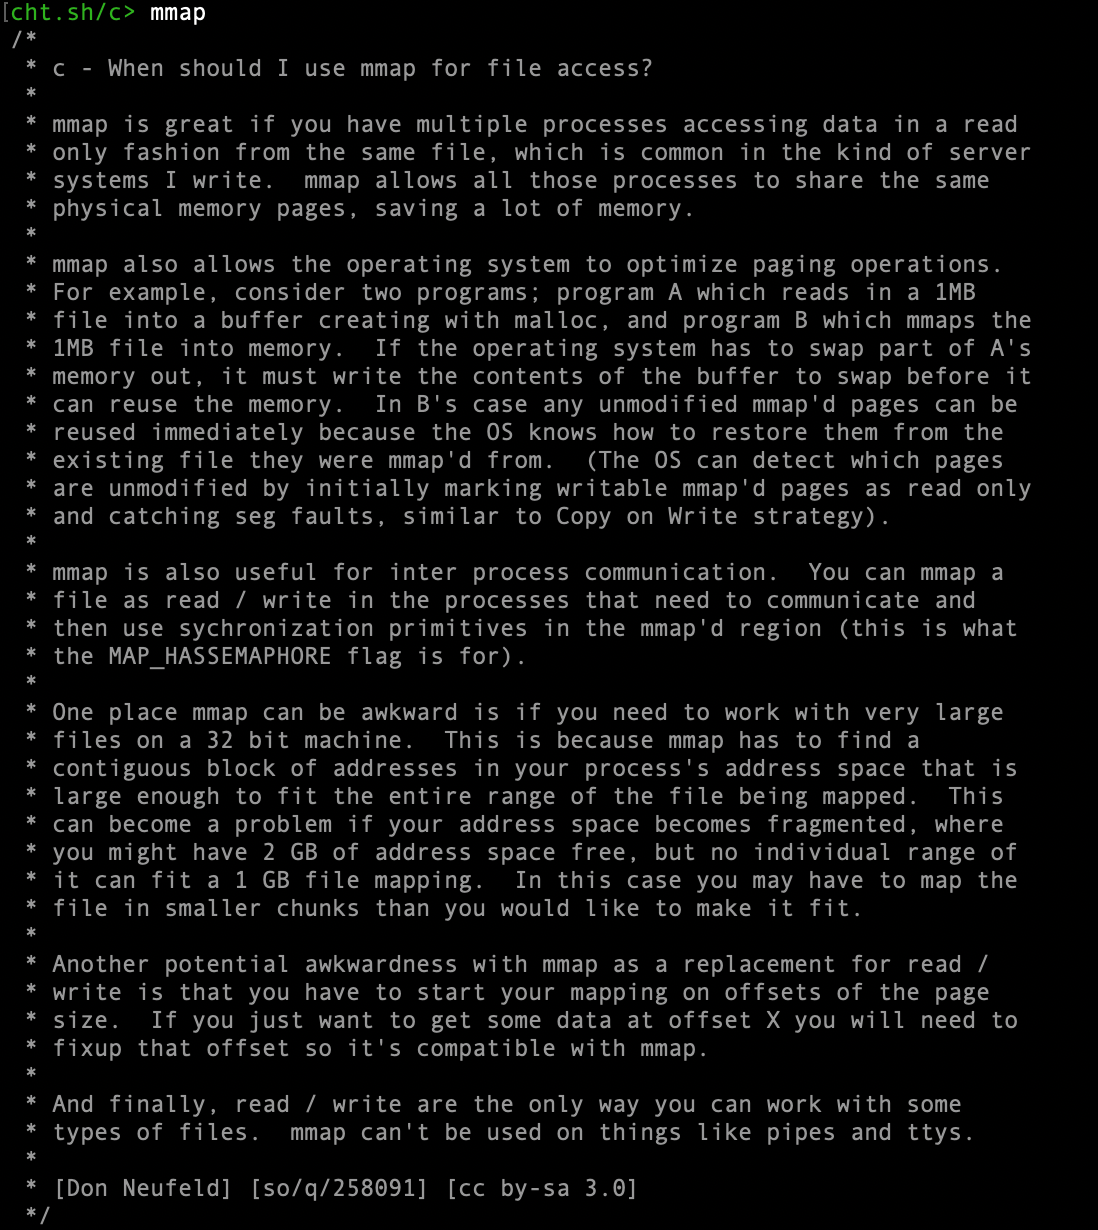 [cht.sh/c> mmap
/*
 * c - When should I use mmap for file access?
 *
 * mmap is great if you have multiple processes accessing data in a read
 * only fashion from the same file, which is common in the kind of server
 * systems I write.  mmap allows all those processes to share the same
 * physical memory pages, saving a lot of memory.
 *
 * mmap also allows the operating system to optimize paging operations.
 * For example, consider two programs; program A which reads in a 1MB
 * file into a buffer creating with malloc, and program B which mmaps the
 * 1MB file into memory.  If the operating system has to swap part of A's
 * memory out, it must write the contents of the buffer to swap before it
 * can reuse the memory.  In B's case any unmodified mmap'd pages can be
 * reused immediately because the OS knows how to restore them from the
 * existing file they were mmap'd from.  (The OS can detect which pages
 * are unmodified by initially marking writable mmap'd pages as read only
 * and catching seg faults, similar to Copy on Write strategy).
 *
 * mmap is also useful for inter process communication.  You can mmap a
 * file as read / write in the processes that need to communicate and
 * then use sychronization primitives in the mmap'd region (this is what
 * the MAP_HASSEMAPHORE flag is for).
 *
 * One place mmap can be awkward is if you need to work with very large
 * files on a 32 bit machine.  This is because mmap has to find a
 * contiguous block of addresses in your process's address space that is
 * large enough to fit the entire range of the file being mapped.  This
 * can become a problem if your address space becomes fragmented, where
 * you might have 2 GB of address space free, but no individual range of
 * it can fit a 1 GB file mapping.  In this case you may have to map the
 * file in smaller chunks than you would like to make it fit.
 *
 * Another potential awkwardness with mmap as a replacement for read /
 * write is that you have to start your mapping on offsets of the page
 * size.  If you just want to get some data at offset X you will need to
 * fixup that offset so it's compatible with mmap.
 *
 * And finally, read / write are the only way you can work with some
 * types of files.  mmap can't be used on things like pipes and ttys.
 *
 * [Don Neufeld] [so/q/258091] [cc by-sa 3.0]
 */